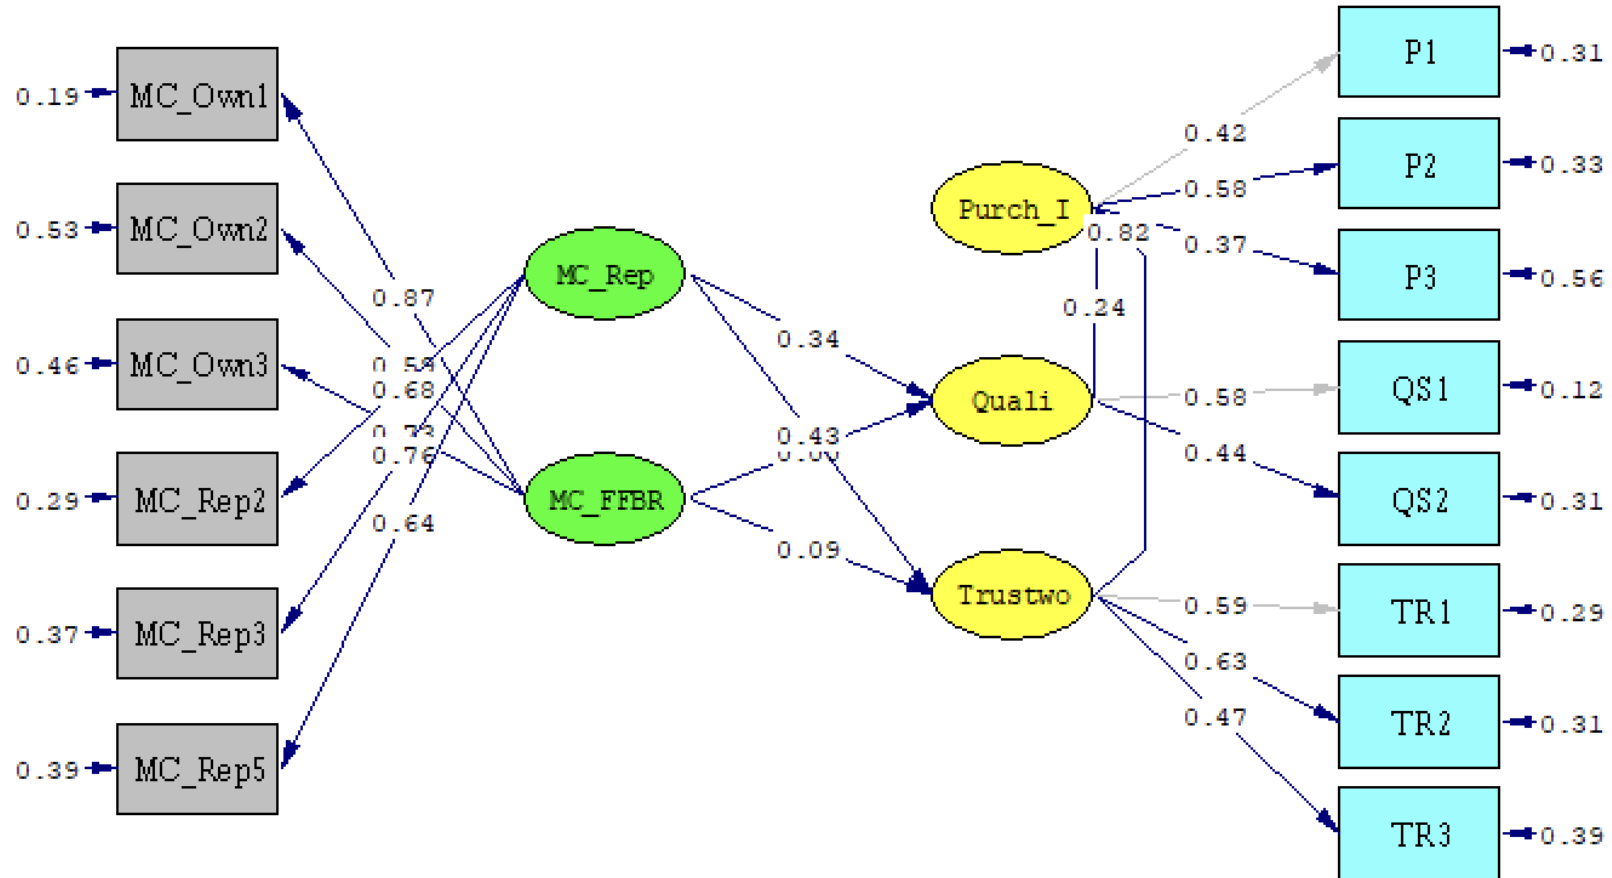 0.19 MC_Own1
0.53 MC_Own2
0.46 MC_Own3
0.29 MC_Rep2
0.37 MC_Rep3
0.39 MC_Rep5
0.87
0.59
0.68
0.73
0.76
0.64
MC_Rep
MC_FFBR
0.34
0.43
0.09
Purch_I
Quali
Trustwo
0.82
0.24
0.42
0.58
0.37
0.58
0.44
0.59
0.63
0.47
P1 0.31
P2 0.33
P3 0.56
QS1 0.12
QS2 0.31
TR1 0.29
TR2 0.31
TR3 0.39